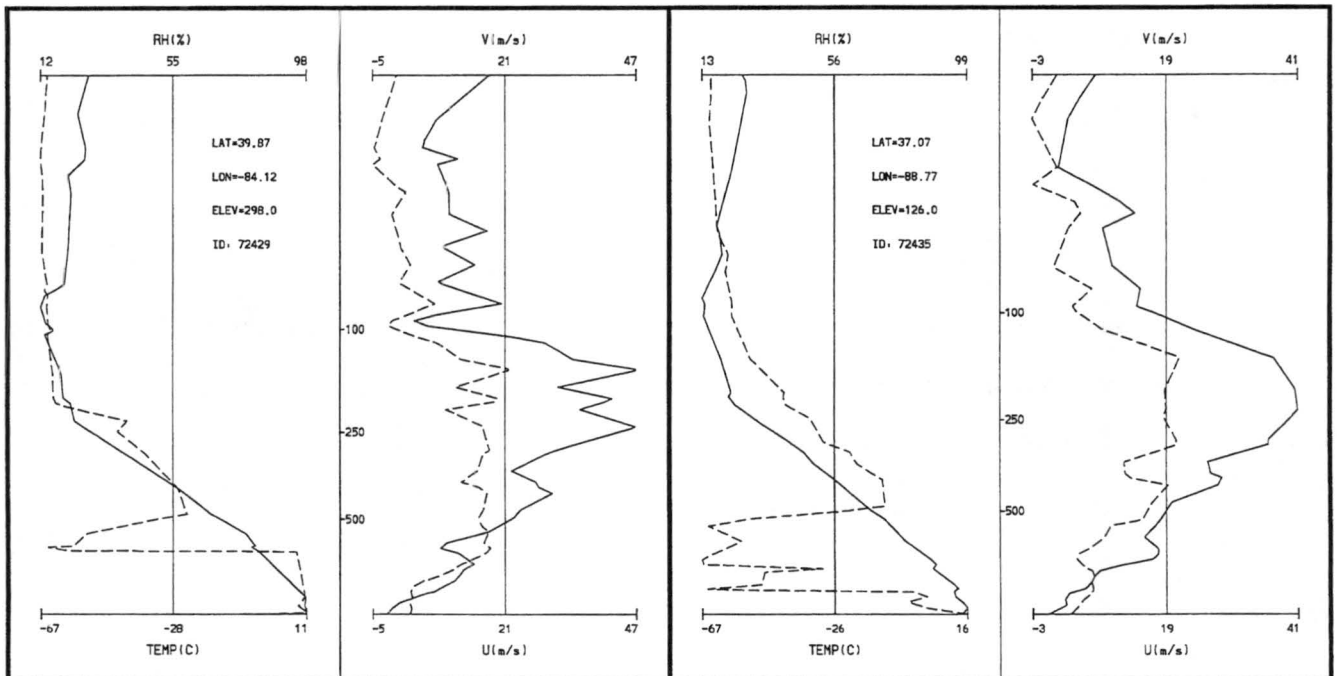 RH(%)
12 55 98
V(m/s)
-5 21 47
RH(%)
13 56 99
V(m/s)
-3 19 41
LAT=39.87
LON=-84.12
ELEV=298.0
ID: 72429
LAT=37.07
LON=-88.77
ELEV=126.0
ID: 72435
100
250
500
100
250
500
-67 -28 11
TEMP(C)
-5 21 47
U(m/s)
-67 -26 16
TEMP(C)
-3 19 41
U(m/s)